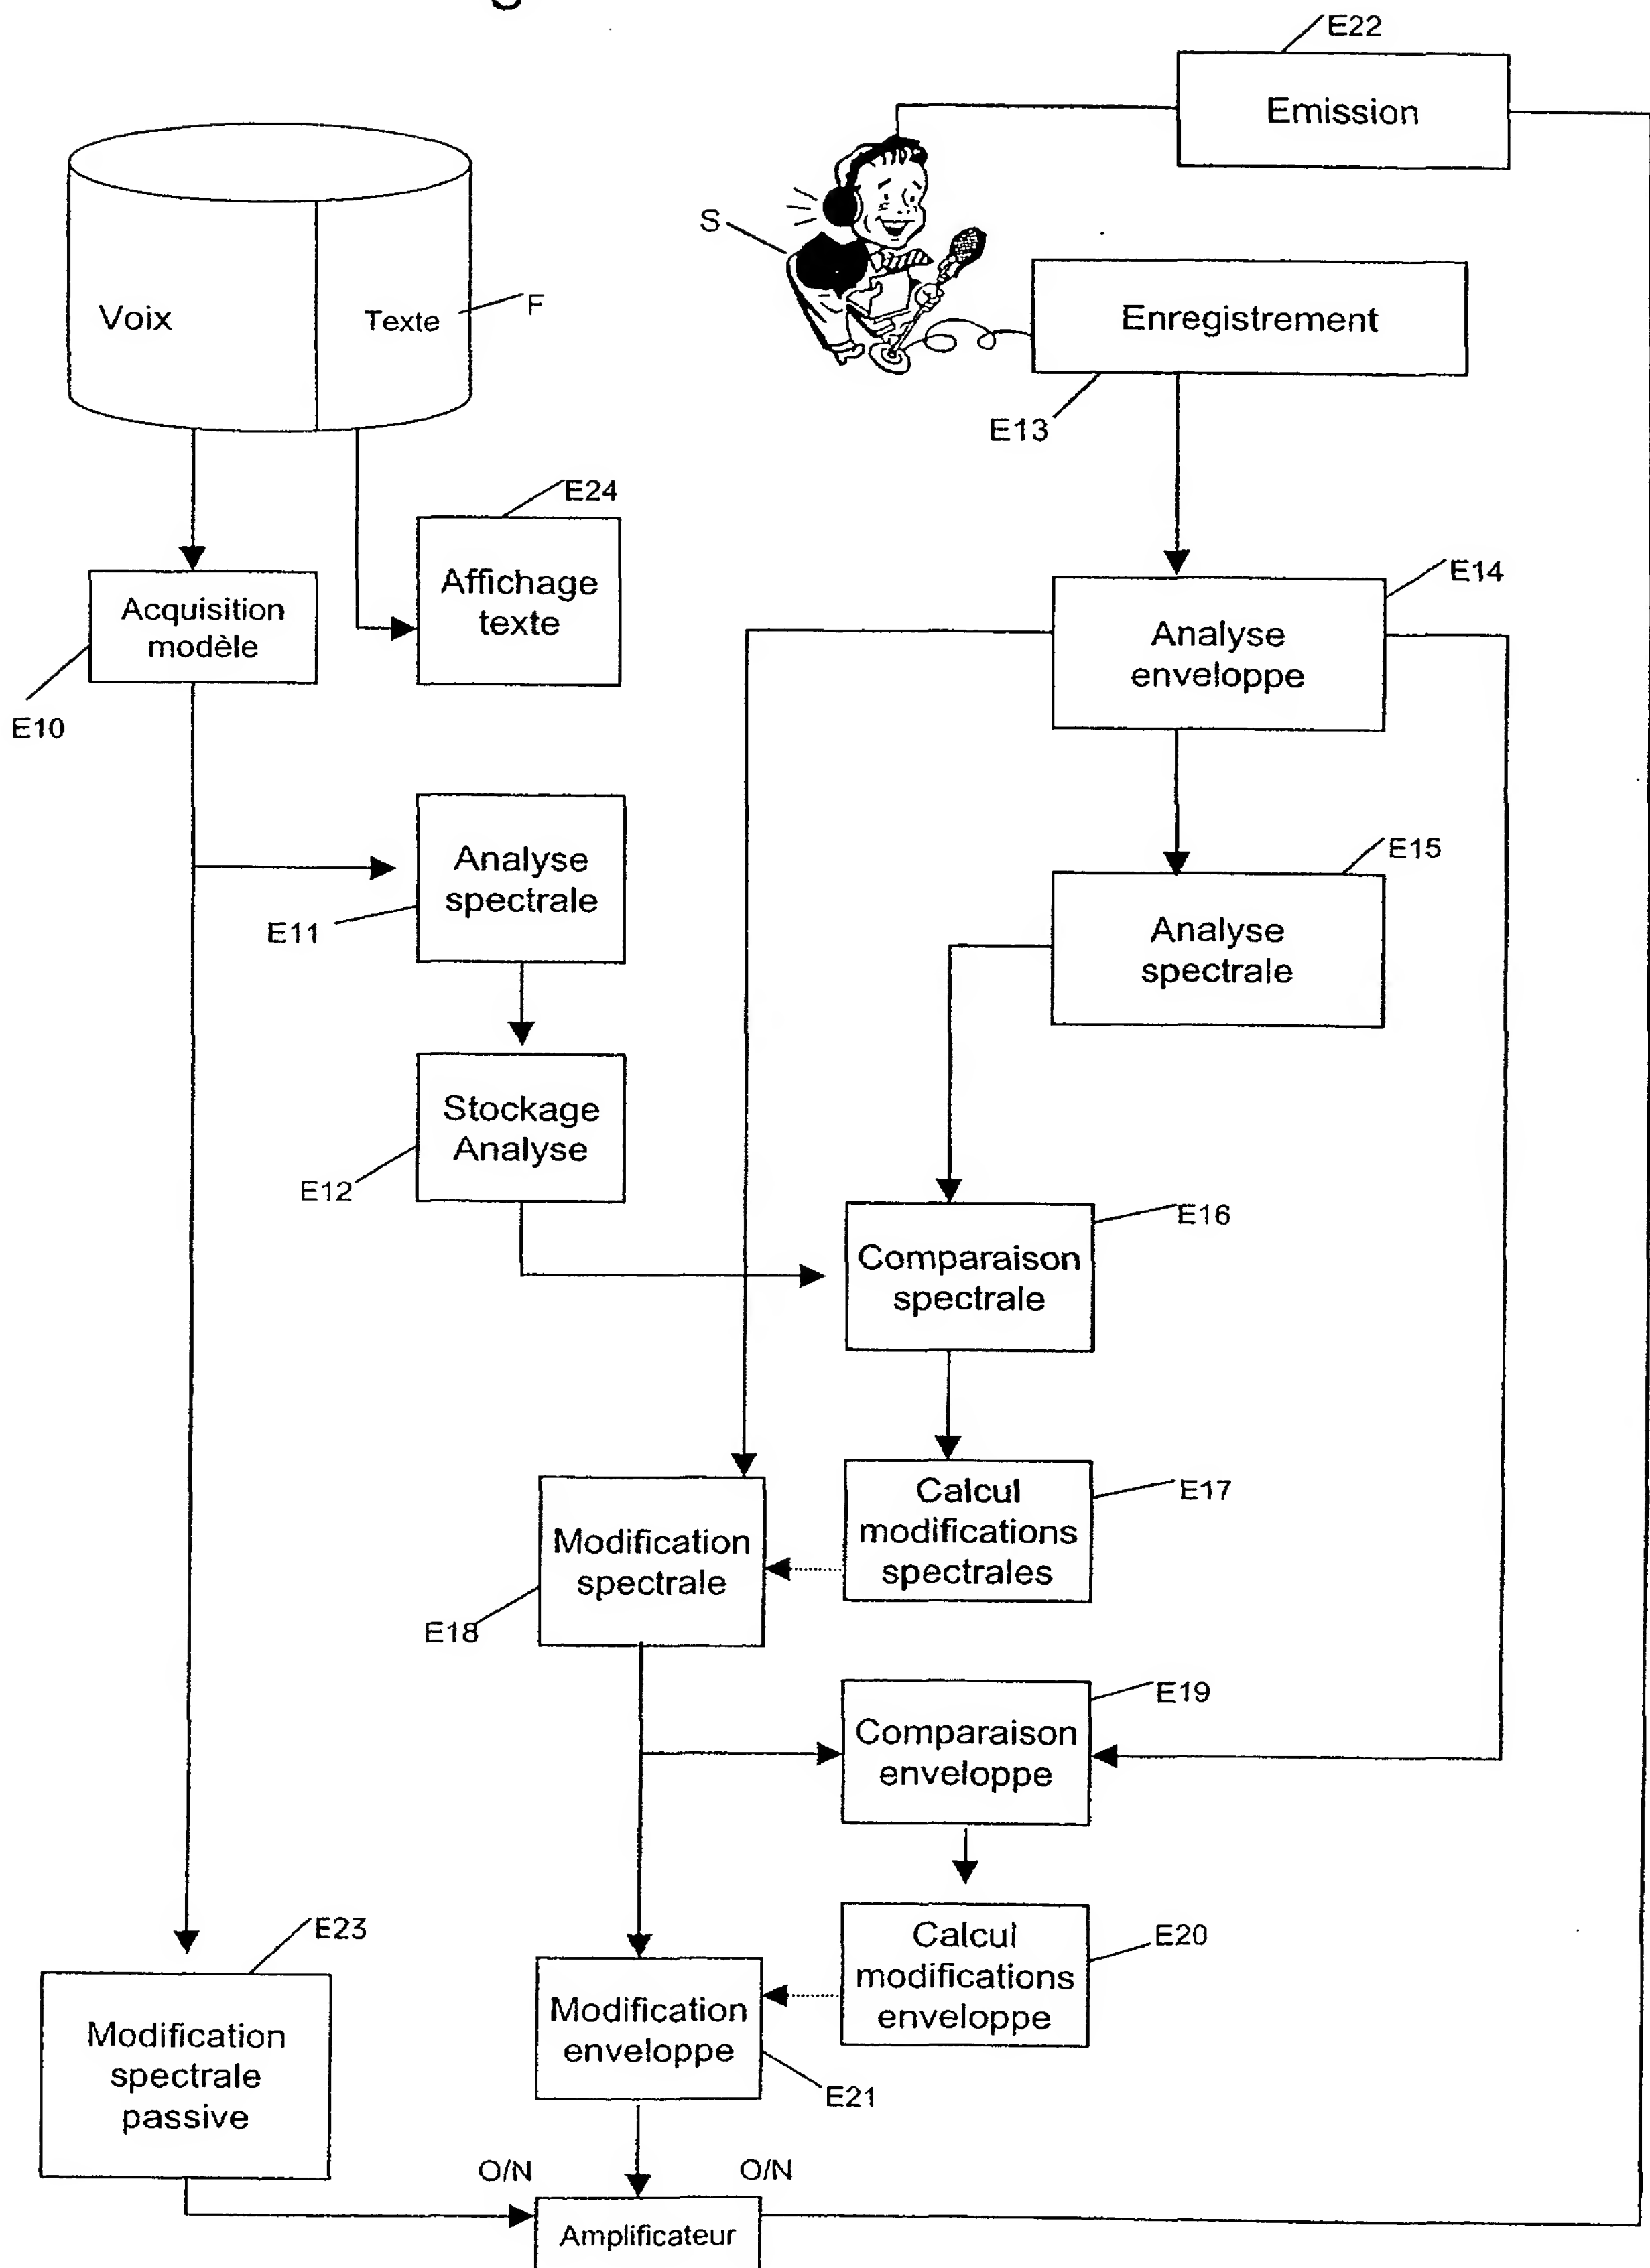 E22
Emission
S
Voix
Texte
F
Enregistrement
E13
E24
Affichage
texte
E14
Acquisition
modèle
Analyse
enveloppe
E10
E15
Analyse
spectrale
E11
Analyse
spectrale
Stockage
Analyse
E12
E16
Comparaison
spectrale
E17
Calcul
modifications
spectrales
Modification
spectrale
E18
E19
Comparaison
enveloppe
E23
E20
Calcul
modifications
enveloppe
Modification
enveloppe
Modification
spectrale
passive
E21
O/N
O/N
Amplificateur